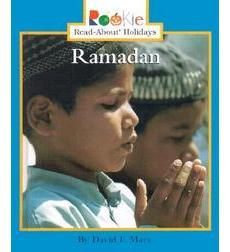 Rookie
Read-About® Holidays
Ramadan
By David F. Marx